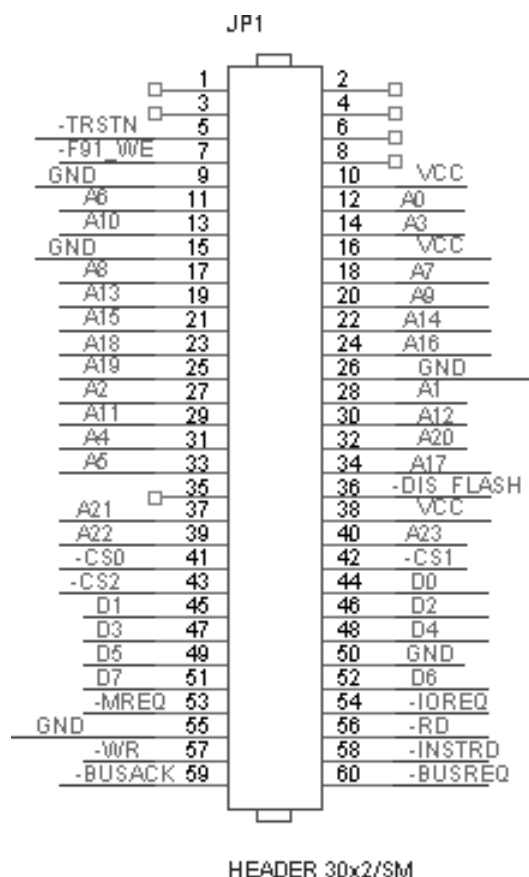 JP1
1 2
3 4
-TRSTN 5 6
-F91_WE 7 8
GND 9 10 VCC
A6 11 12 A0
A10 13 14 A3
GND 15 16 VCC
A8 17 18 A7
A13 19 20 A9
A15 21 22 A14
A18 23 24 A16
A19 25 26 GND
A2 27 28 A1
A11 29 30 A12
A4 31 32 A20
A5 33 34 A17
35 36 -DIS_FLASH
A21 37 38 VCC
A22 39 40 A23
-CS0 41 42 -CS1
-CS2 43 44 D0
D1 45 46 D2
D3 47 48 D4
D5 49 50 GND
D7 51 52 D6
-MREQ 53 54 -IOREQ
GND 55 56 -RD
-WR 57 58 -INSTRD
-BUSACK 59 60 -BUSREQ
HEADER 30x2/SM